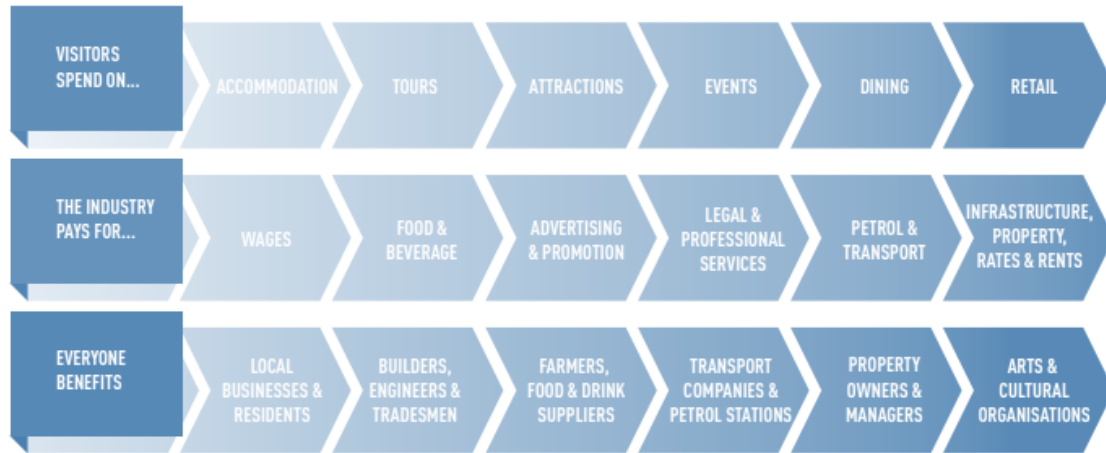 VISITORS
SPEND ON...
ACCOMMODATION
TOURS
ATTRACTIONS
EVENTS
DINING
RETAIL
THE INDUSTRY
PAYS FOR...
WAGES
FOOD &
BEVERAGE
ADVERTISING
& PROMOTION
LEGAL &
PROFESSIONAL
SERVICES
PETROL &
TRANSPORT
INFRASTRUCTURE,
PROPERTY,
RATES & RENTS
EVERYONE
BENEFITS
LOCAL
BUSINESSES &
RESIDENTS
BUILDERS,
ENGINEERS &
TRADESMEN
FARMERS,
FOOD & DRINK
SUPPLIERS
TRANSPORT
COMPANIES &
PETROL STATIONS
PROPERTY
OWNERS &
MANAGERS
ARTS &
CULTURAL
ORGANISATIONS